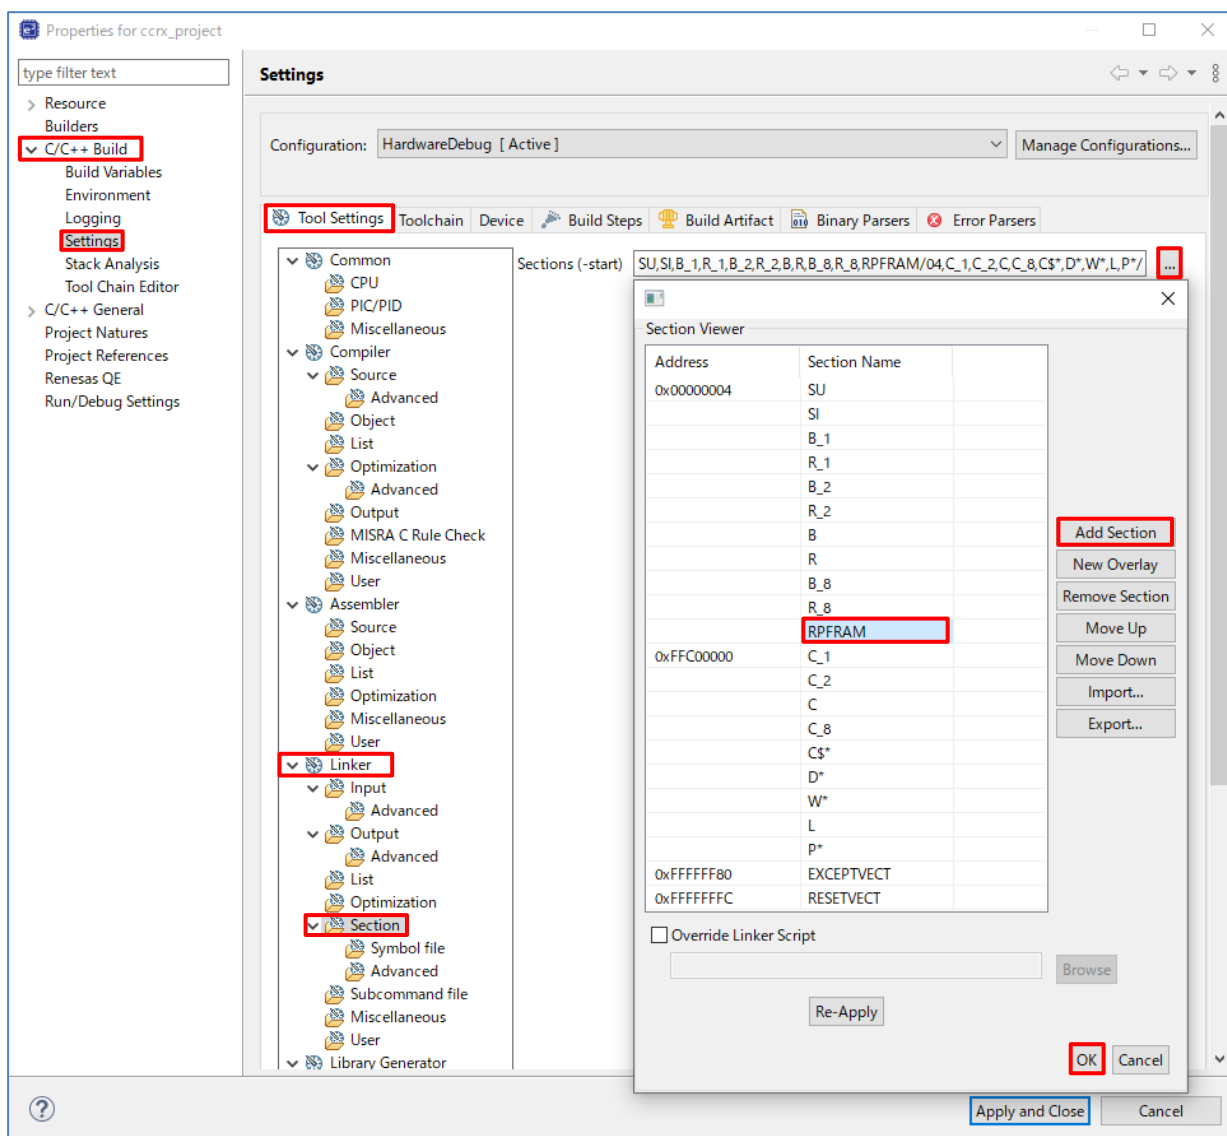 Properties for ccrx_project
type filter text
Resource
Builders
C/C++ Build
Build Variables
Environment
Logging
Settings
Stack Analysis
Tool Chain Editor
C/C++ General
Project Natures
Project References
Renesas QE
Run/Debug Settings
Settings
Configuration: HardwareDebug [ Active ] Manage Configurations...
Tool Settings Toolchain Device Build Steps Build Artifact Binary Parsers Error Parsers
Common
CPU
PIC/PID
Miscellaneous
Compiler
Source
Advanced
Object
List
Optimization
Advanced
Output
MISRA C Rule Check
Miscellaneous
User
Assembler
Source
Object
List
Optimization
Miscellaneous
User
Linker
Input
Advanced
Output
Advanced
List
Optimization
Section
Symbol file
Advanced
Subcommand file
Miscellaneous
User
Library Generator
Sections (-start) SU,SI,B_1,R_1,B_2,R_2,B,R,B_8,R_8,RPFRAM/04,C_1,C_2,C,C_8,C$*,D*,W*,L,P*/ ...
Section Viewer
Address Section Name
0x00000004 SU
SI
B_1
R_1
B_2
R_2
B
R
B_8
R_8
RPFRAM
0xFFC00000 C_1
C_2
C
C_8
C$*
D*
W*
L
P*
0xFFFFFF80 EXCEPTVECT
0xFFFFFFFC RESETVECT
Add Section
New Overlay
Remove Section
Move Up
Move Down
Import...
Export...
Override Linker Script
Browse
Re-Apply
OK Cancel
Apply and Close Cancel